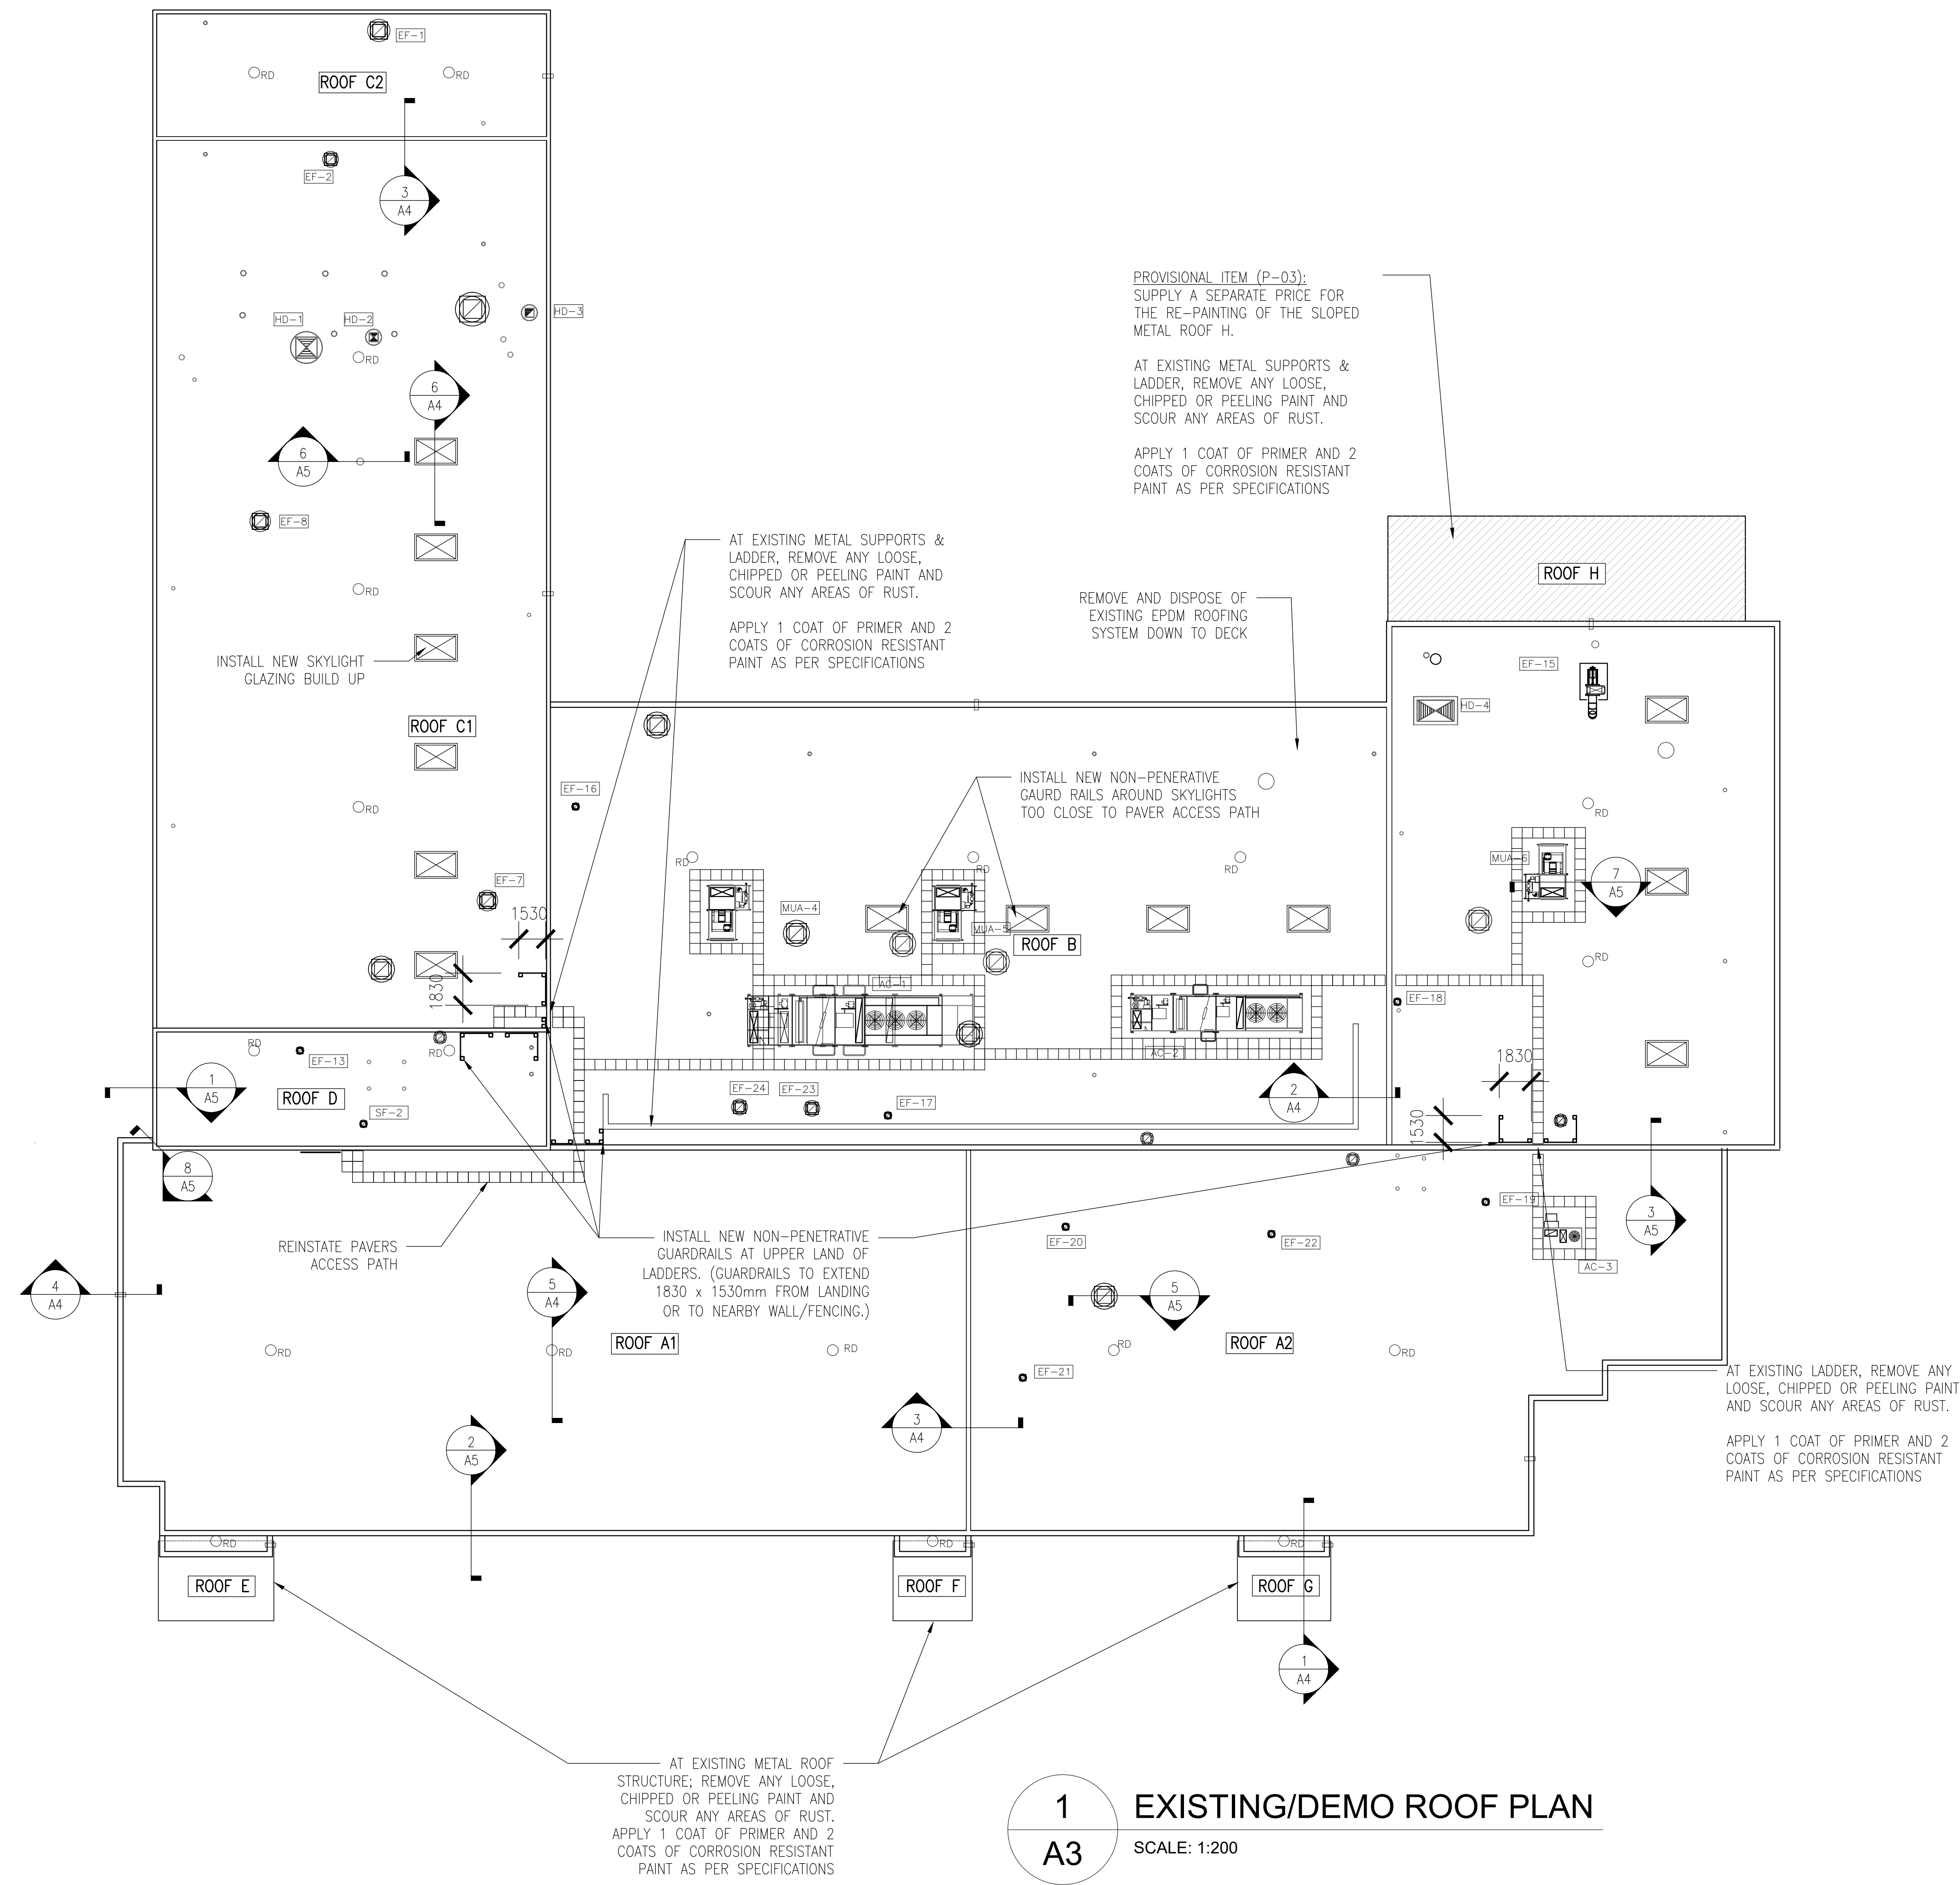 EF-1
RD
RD
ROOF C2
EF-2
3
A4
HD-1
HD-2
HD-3
RD
6
A4
6
A5
EF-8
RD
INSTALL NEW SKYLIGHT
GLAZING BUILD UP
ROOF C1
RD
EF-7
1530
1830
PROVISIONAL ITEM (P-03):
SUPPLY A SEPARATE PRICE FOR
THE RE-PAINTING OF THE SLOPED
METAL ROOF H.
AT EXISTING METAL SUPPORTS &
LADDER, REMOVE ANY LOOSE,
CHIPPED OR PEELING PAINT AND
SCOUR ANY AREAS OF RUST.
APPLY 1 COAT OF PRIMER AND 2
COATS OF CORROSION RESISTANT
PAINT AS PER SPECIFICATIONS
AT EXISTING METAL SUPPORTS &
LADDER, REMOVE ANY LOOSE,
CHIPPED OR PEELING PAINT AND
SCOUR ANY AREAS OF RUST.
APPLY 1 COAT OF PRIMER AND 2
COATS OF CORROSION RESISTANT
PAINT AS PER SPECIFICATIONS
REMOVE AND DISPOSE OF
EXISTING EPDM ROOFING
SYSTEM DOWN TO DECK
ROOF H
EF-15
HD-4
EF-16
INSTALL NEW NON-PENERATIVE
GAURD RAILS AROUND SKYLIGHTS
TOO CLOSE TO PAVER ACCESS PATH
RD
RD
RD
RD
MUA-6
7
A5
MUA-4
MUA-5
ROOF B
RD
AC-1
EF-18
AC-2
RD
EF-13
RD
1
A5
ROOF D
SF-2
EF-24
EF-23
EF-17
2
A4
1830
1530
8
A5
REINSTATE PAVERS
ACCESS PATH
INSTALL NEW NON-PENETRATIVE
GUARDRAILS AT UPPER LAND OF
LADDERS. (GUARDRAILS TO EXTEND
1830 x 1530mm FROM LANDING
OR TO NEARBY WALL/FENCING.)
EF-20
EF-22
EF-19
3
A5
AC-3
4
A4
5
A4
5
A5
RD
RD
ROOF A1
RD
RD
ROOF A2
RD
EF-21
3
A4
2
A5
AT EXISTING LADDER, REMOVE ANY
LOOSE, CHIPPED OR PEELING PAINT
AND SCOUR ANY AREAS OF RUST.
APPLY 1 COAT OF PRIMER AND 2
COATS OF CORROSION RESISTANT
PAINT AS PER SPECIFICATIONS
RD
RD
RD
ROOF E
ROOF F
ROOF G
1
A4
AT EXISTING METAL ROOF
STRUCTURE; REMOVE ANY LOOSE,
CHIPPED OR PEELING PAINT AND
SCOUR ANY AREAS OF RUST.
APPLY 1 COAT OF PRIMER AND 2
COATS OF CORROSION RESISTANT
PAINT AS PER SPECIFICATIONS
1
A3
EXISTING/DEMO ROOF PLAN
SCALE: 1:200